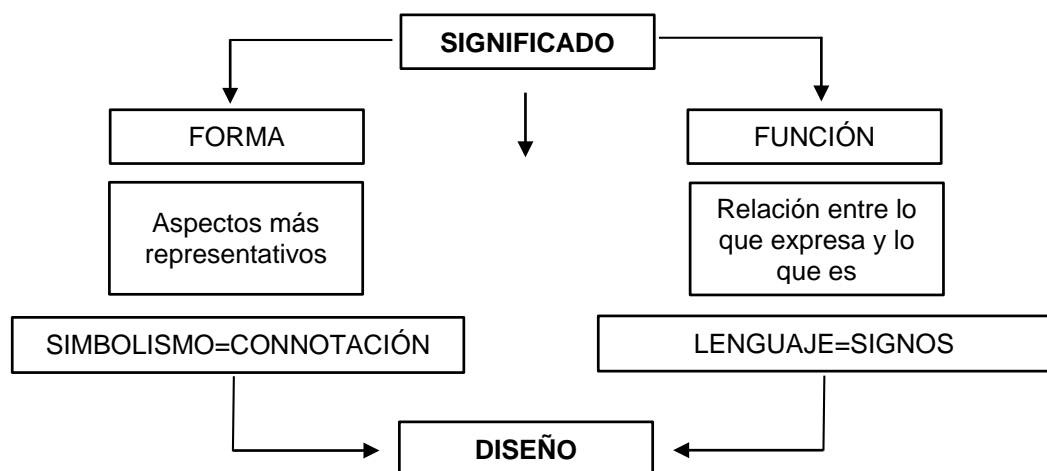 SIGNIFICADO
FORMA
FUNCIÓN
Aspectos más
representativos
Relación entre lo
que expresa y lo
que es
SIMBOLISMO=CONNOTACIÓN
LENGUAJE=SIGNOS
DISEÑO